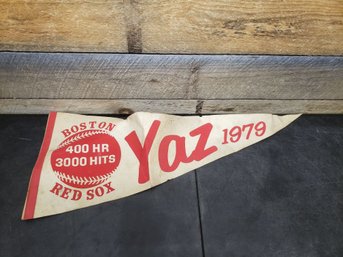 BOSTON
400 HR
3000 HITS
RED SOX
Yaz 1979